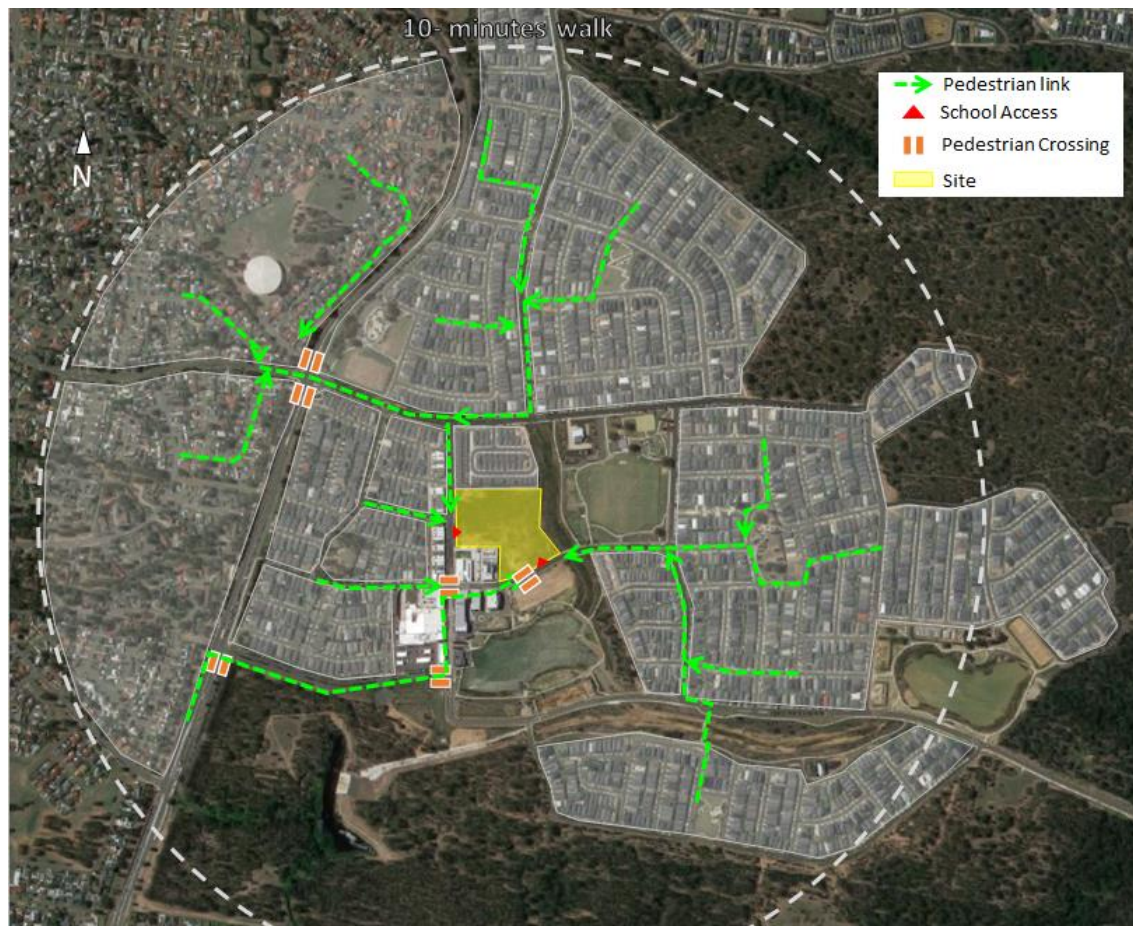 10- minutes walk
Pedestrian link
School Access
Pedestrian Crossing
Site
N